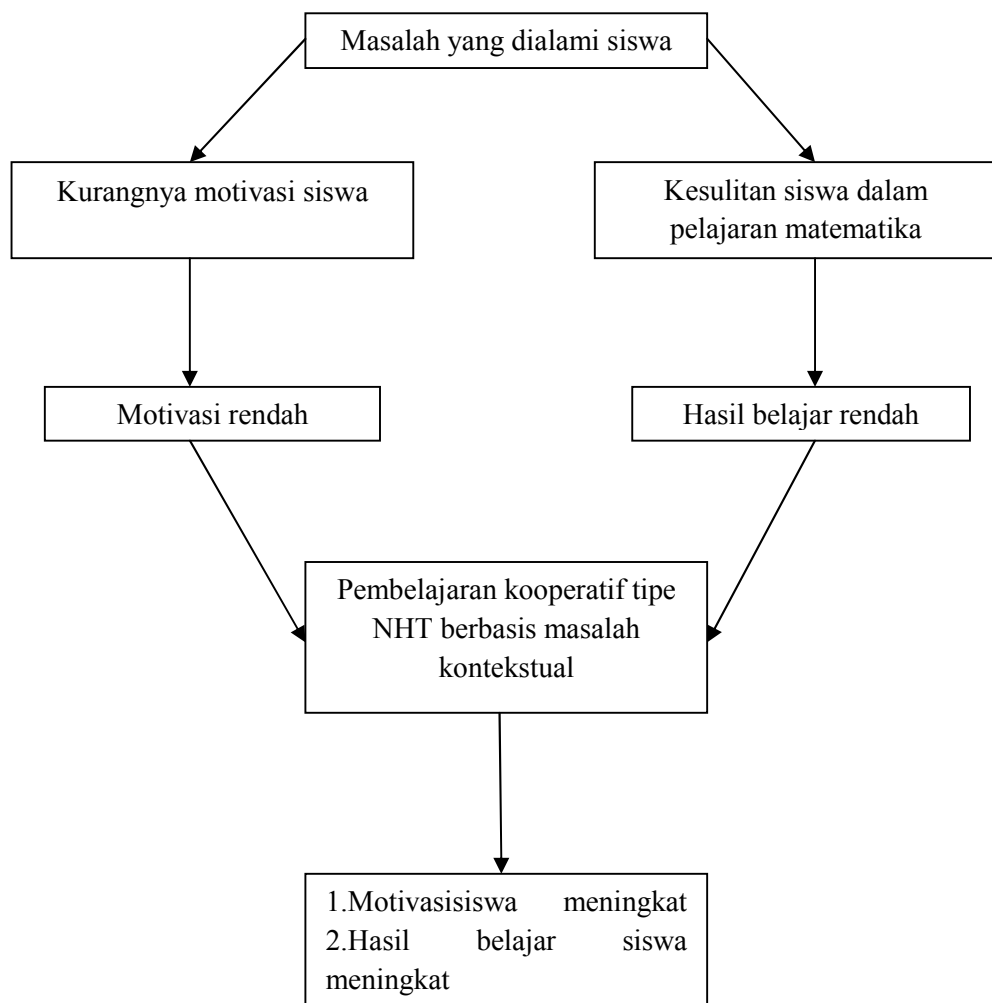 Masalah yang dialami siswa
Kurangnya motivasi siswa
Kesulitan siswa dalam
pelajaran matematika
Motivasi rendah
Hasil belajar rendah
Pembelajaran kooperatif tipe
NHT berbasis masalah
kontekstual
1.Motivasisiswa meningkat
2.Hasil belajar siswa
meningkat